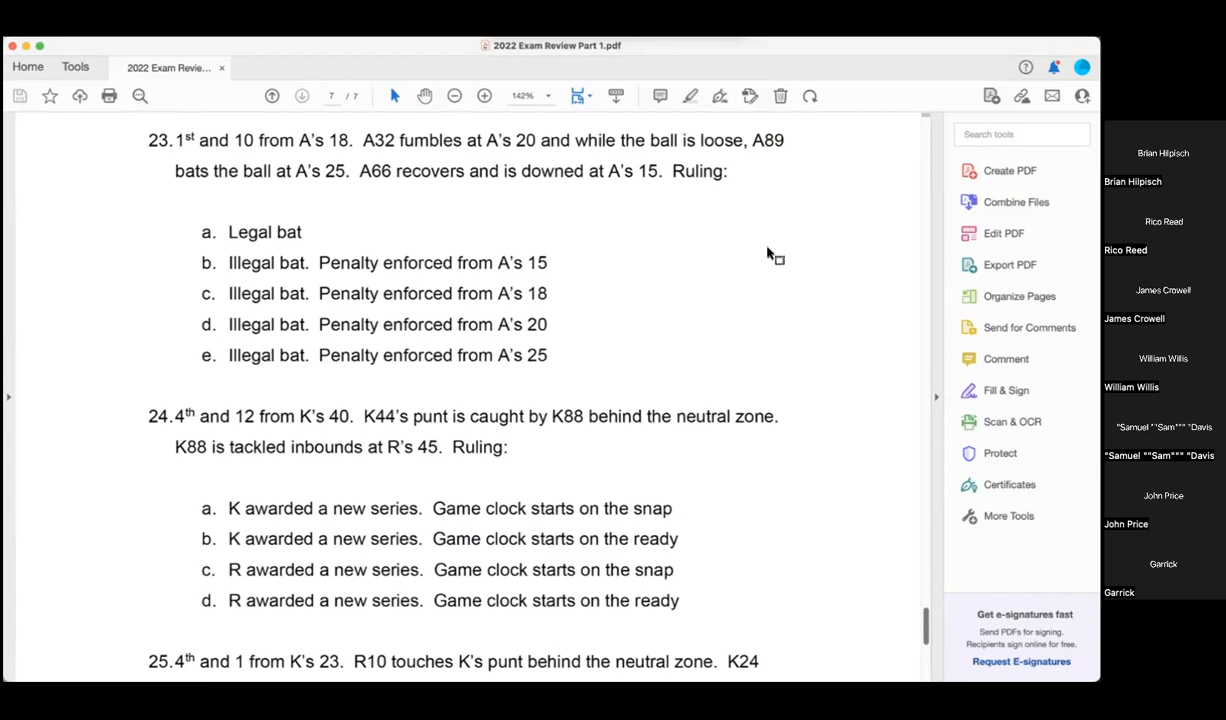 2022 Exam Review Part 1.pdf
Home
Tools
2022 Exam Revie... ×
7 / 7
142%
23. 1st and 10 from A's 18. A32 fumbles at A's 20 and while the ball is loose, A89
bats the ball at A's 25. A66 recovers and is downed at A's 15. Ruling:
a. Legal bat
b. Illegal bat. Penalty enforced from A's 15
c. Illegal bat. Penalty enforced from A's 18
d. Illegal bat. Penalty enforced from A's 20
e. Illegal bat. Penalty enforced from A's 25
24. 4th and 12 from K's 40. K44's punt is caught by K88 behind the neutral zone.
K88 is tackled inbounds at R's 45. Ruling:
a. K awarded a new series. Game clock starts on the snap
b. K awarded a new series. Game clock starts on the ready
c. R awarded a new series. Game clock starts on the snap
d. R awarded a new series. Game clock starts on the ready
25. 4th and 1 from K's 23. R10 touches K's punt behind the neutral zone. K24
Search tools
Create PDF
Combine Files
Edit PDF
Export PDF
Organize Pages
Send for Comments
Comment
Fill & Sign
Scan & OCR
Protect
Certificates
More Tools
Get e-signatures fast
Send PDFs for signing.
Recipients sign online for free.
Request E-signatures
Brian Hilpisch
Brian Hilpisch
Rico Reed
Rico Reed
James Crowell
James Crowell
William Willis
William Willis
"Samuel ""Sam""" "Davis
"Samuel ""Sam""" "Davis
John Price
John Price
Garrick
Garrick